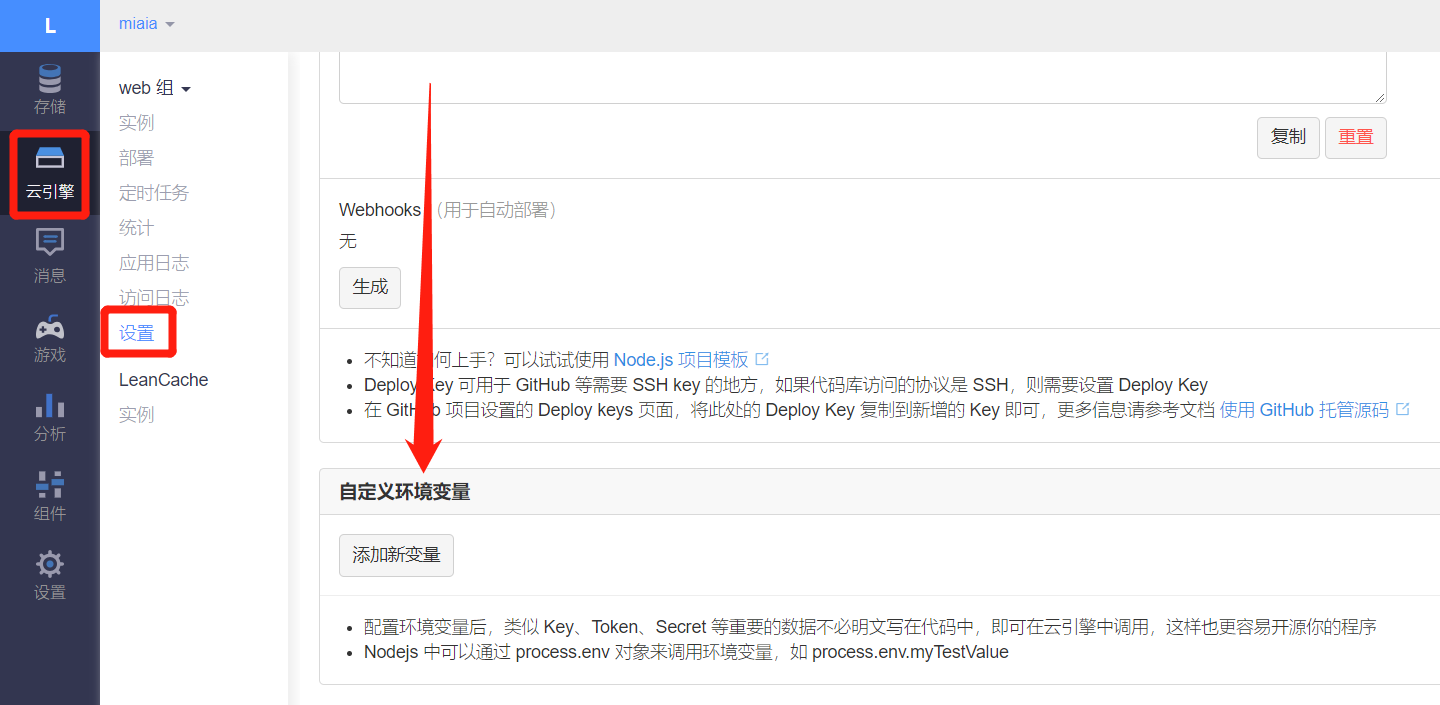 L
miaia
存储
云引擎
消息
游戏
分析
组件
设置
web 组
实例
部署
定时任务
统计
应用日志
访问日志
设置
LeanCache
实例
复制
重置
Webhooks （用于自动部署）
无
生成
不知道何上手？可以试试使用 Node.js 项目模板
Deploy Key 可用于 GitHub 等需要 SSH key 的地方，如果代码库访问的协议是 SSH，则需要设置 Deploy Key
在 GitHub 项目设置的 Deploy keys 页面，将此处的 Deploy Key 复制到新增的 Key 即可，更多信息请参考文档 使用 GitHub 托管源码
自定义环境变量
添加新变量
配置环境变量后，类似 Key、Token、Secret 等重要的数据不必明文写在代码中，即可在云引擎中调用，这样也更容易开源你的程序
Nodejs 中可以通过 process.env 对象来调用环境变量，如 process.env.myTestValue